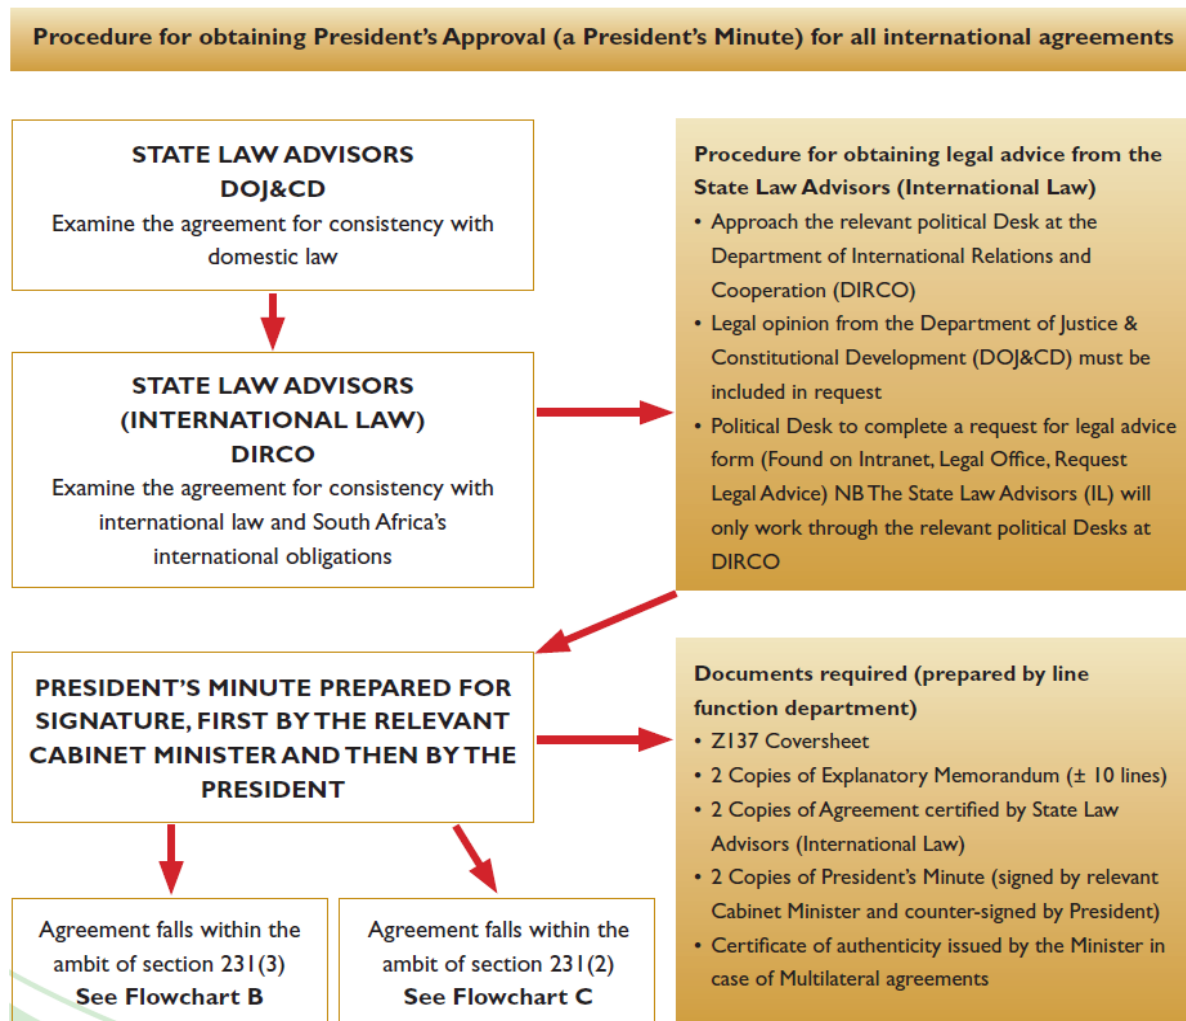 Procedure for obtaining President's Approval (a President's Minute) for all international agreements
STATE LAW ADVISORS
DOJ&CD
Examine the agreement for consistency with
domestic law
STATE LAW ADVISORS
(INTERNATIONAL LAW)
DIRCO
Examine the agreement for consistency with
international law and South Africa's
international obligations
Procedure for obtaining legal advice from the
State Law Advisors (International Law)
• Approach the relevant political Desk at the
Department of International Relations and
Cooperation (DIRCO)
• Legal opinion from the Department of Justice &
Constitutional Development (DOJ&CD) must be
included in request
• Political Desk to complete a request for legal advice
form (Found on Intranet, Legal Office, Request
Legal Advice) NB The State Law Advisors (IL) will
only work through the relevant political Desks at
DIRCO
PRESIDENT'S MINUTE PREPARED FOR
SIGNATURE, FIRST BY THE RELEVANT
CABINET MINISTER AND THEN BY THE
PRESIDENT
Documents required (prepared by line
function department)
• Z137 Coversheet
• 2 Copies of Explanatory Memorandum (± 10 lines)
• 2 Copies of Agreement certified by State Law
Advisors (International Law)
• 2 Copies of President's Minute (signed by relevant
Cabinet Minister and counter-signed by President)
• Certificate of authenticity issued by the Minister in
case of Multilateral agreements
Agreement falls within the
ambit of section 231(3)
See Flowchart B
Agreement falls within the
ambit of section 231(2)
See Flowchart C